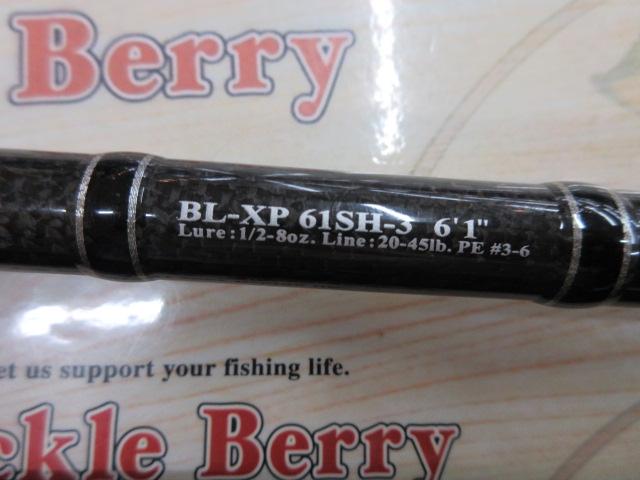 Berry
BL-XP 61SH-3 6'1"
Lure:1/2-8oz. Line:20-45lb. PE #3-6
et us support your fishing life.
ckle Berry